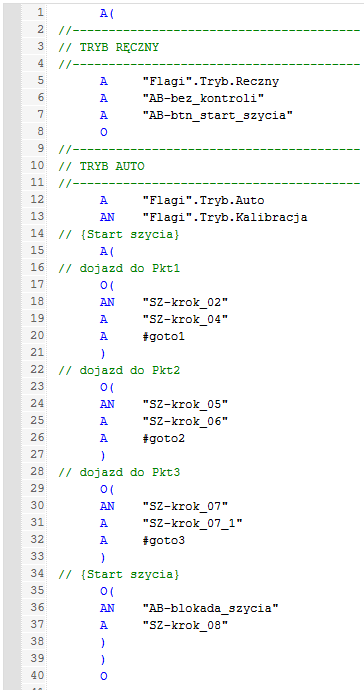 1 A(
2 //----------------------------------------
3 // TRYB RĘCZNY
4 //----------------------------------------
5 A "Flagi".Tryb.Reczny
6 A "AB-bez_kontroli"
7 A "AB-btn_start_szycia"
8 O
9 //----------------------------------------
10 // TRYB AUTO
11 //----------------------------------------
12 A "Flagi".Tryb.Auto
13 AN "Flagi".Tryb.Kalibracja
14 // {Start szycia}
15 A(
16 // dojazd do Pkt1
17 O(
18 AN "SZ-krok_02"
19 A "SZ-krok_04"
20 A #goto1
21 )
22 // dojazd do Pkt2
23 O(
24 AN "SZ-krok_05"
25 A "SZ-krok_06"
26 A #goto2
27 )
28 // dojazd do Pkt3
29 O(
30 AN "SZ-krok_07"
31 A "SZ-krok_07_1"
32 A #goto3
33 )
34 // {Start szycia}
35 O(
36 AN "AB-blokada_szycia"
37 A "SZ-krok_08"
38 )
39 )
40 O